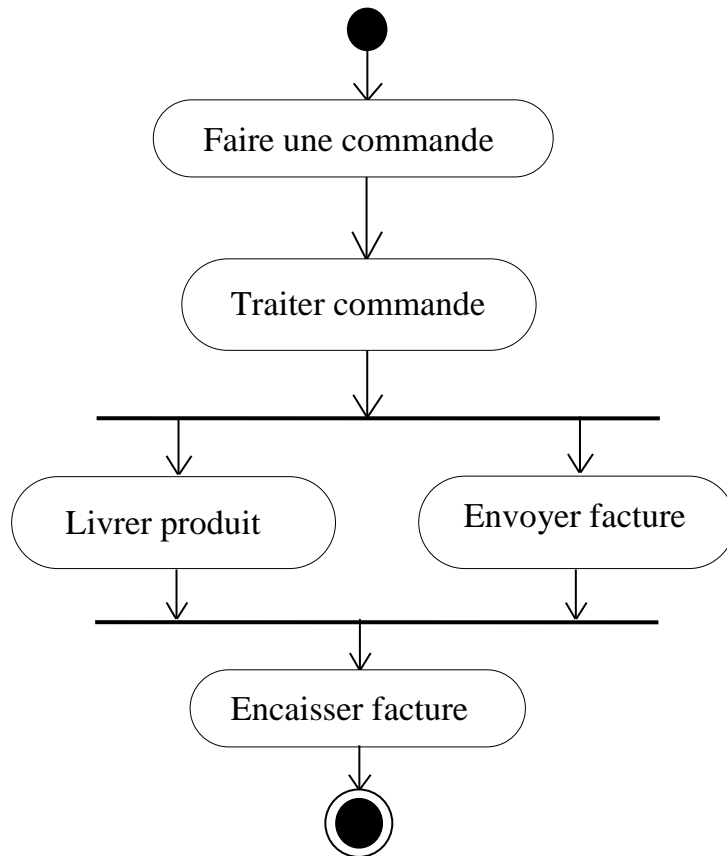 Faire une commande
Traiter commande
Livrer produit
Envoyer facture
Encaisser facture